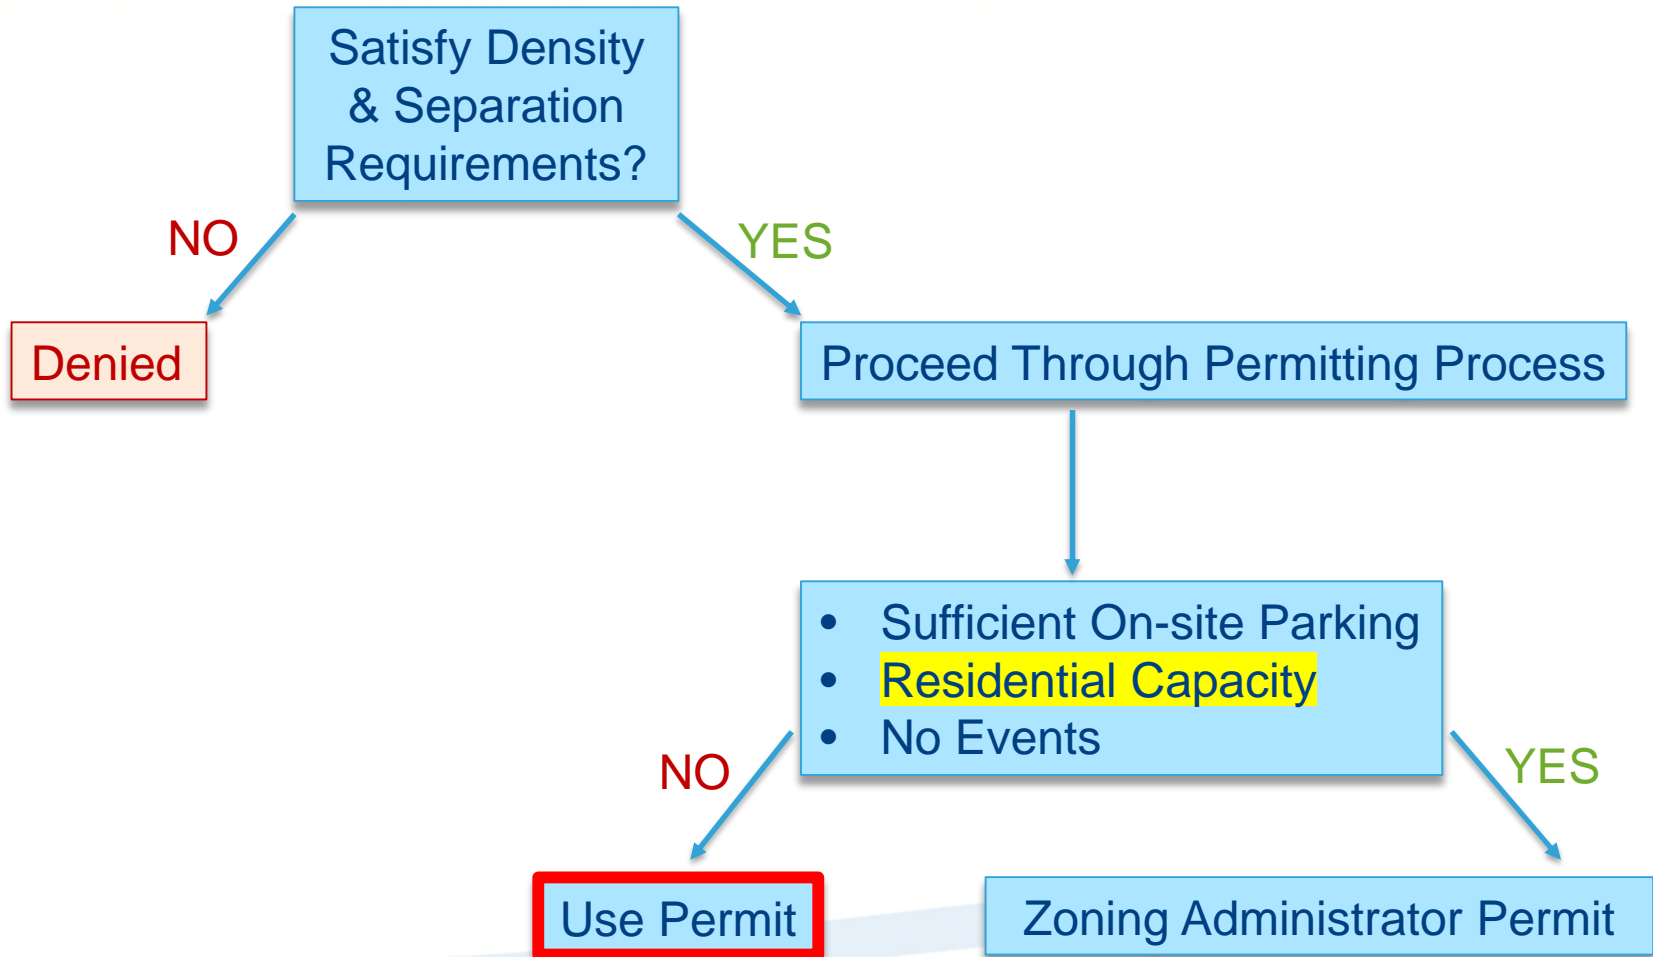 Satisfy Density
& Separation
Requirements?
NO
YES
Denied
Proceed Through Permitting Process
• Sufficient On-site Parking
• Residential Capacity
• No Events
NO
YES
Use Permit
Zoning Administrator Permit